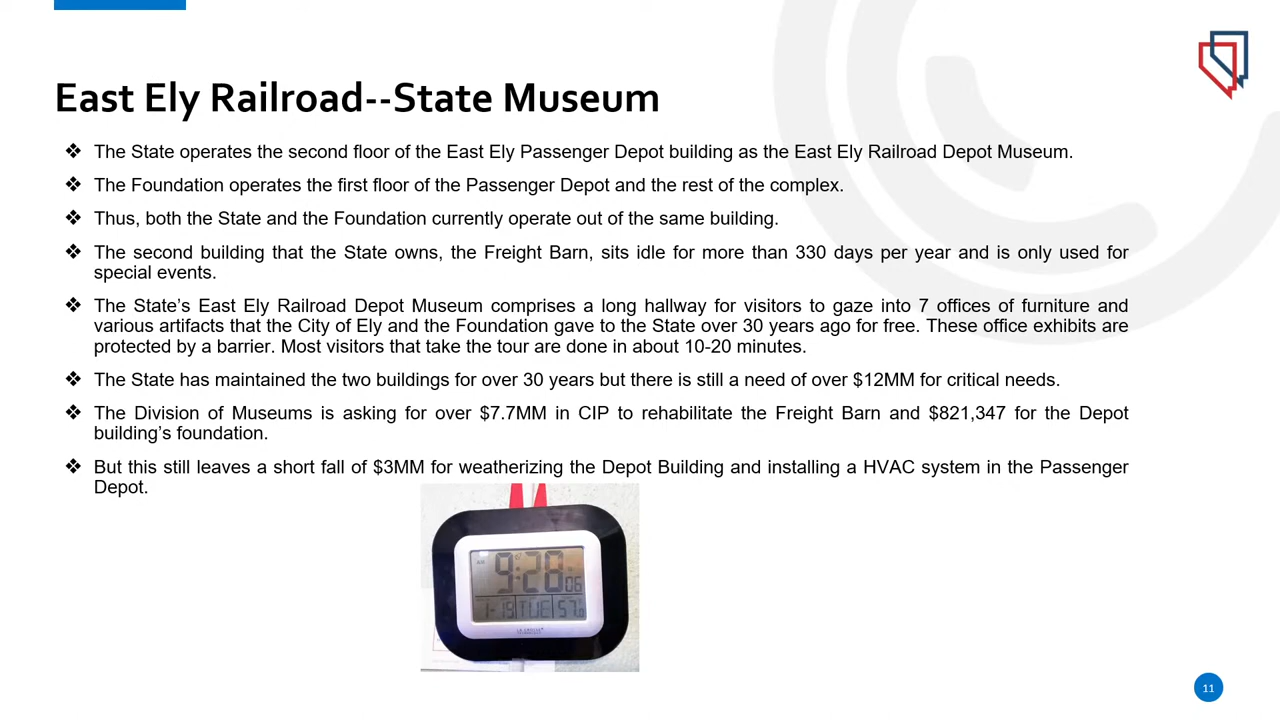 East Ely Railroad--State Museum
❖ The State operates the second floor of the East Ely Passenger Depot building as the East Ely Railroad Depot Museum.
❖ The Foundation operates the first floor of the Passenger Depot and the rest of the complex.
❖ Thus, both the State and the Foundation currently operate out of the same building.
❖ The second building that the State owns, the Freight Barn, sits idle for more than 330 days per year and is only used for
special events.
❖ The State’s East Ely Railroad Depot Museum comprises a long hallway for visitors to gaze into 7 offices of furniture and
various artifacts that the City of Ely and the Foundation gave to the State over 30 years ago for free. These office exhibits are
protected by a barrier. Most visitors that take the tour are done in about 10-20 minutes.
❖ The State has maintained the two buildings for over 30 years but there is still a need of over $12MM for critical needs.
❖ The Division of Museums is asking for over $7.7MM in CIP to rehabilitate the Freight Barn and $821,347 for the Depot
building’s foundation.
❖ But this still leaves a short fall of $3MM for weatherizing the Depot Building and installing a HVAC system in the Passenger
Depot.
9:28 06
TUE
11